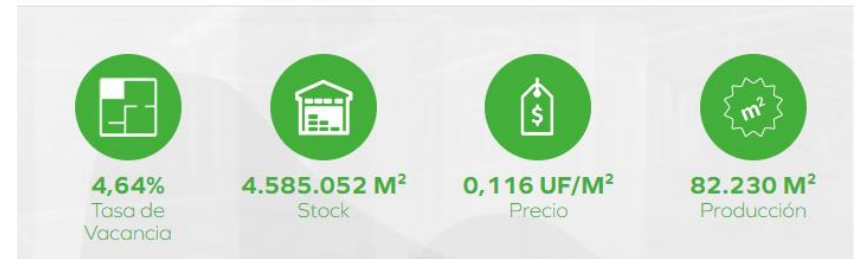 $
m²
4,64%
Tasa de
Vacancia
4.585.052 M²
Stock
0,116 UF/M²
Precio
82.230 M²
Producción